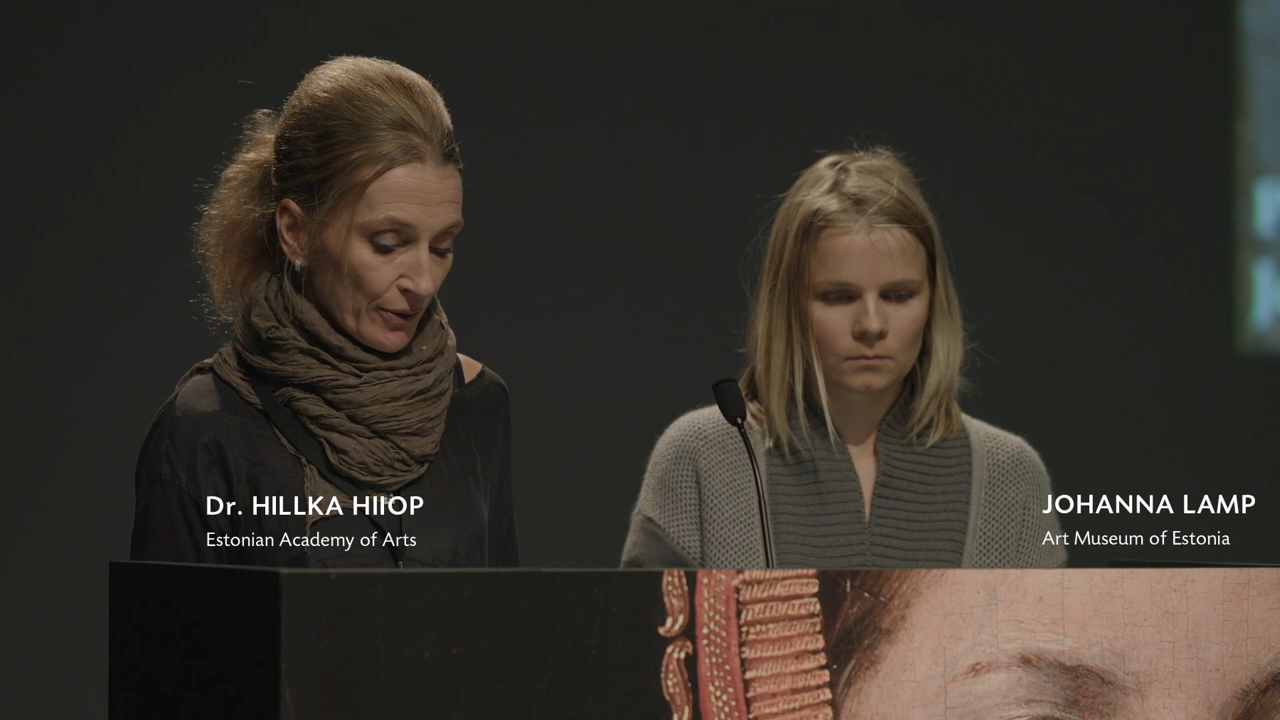 Dr. HILLKA HIIOP
Estonian Academy of Arts
JOHANNA LAMP
Art Museum of Estonia